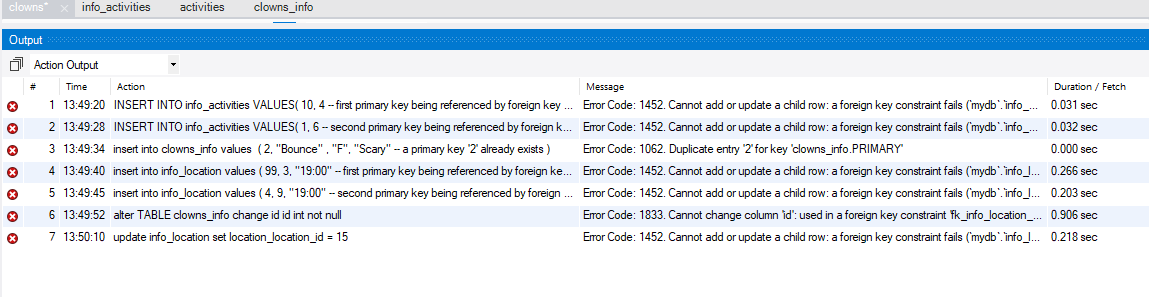 clowns* info_activities activities clowns_info
Output
Action Output
# Time Action Message Duration / Fetch
1 13:49:20 INSERT INTO info_activities VALUES( 10, 4 -- first primary key being referenced by foreign key ... Error Code: 1452. Cannot add or update a child row: a foreign key constraint fails (`mydb`.`info_... 0.031 sec
2 13:49:28 INSERT INTO info_activities VALUES( 1, 6 -- second primary key being referenced by foreign k... Error Code: 1452. Cannot add or update a child row: a foreign key constraint fails (`mydb`.`info_... 0.032 sec
3 13:49:34 insert into clowns_info values ( 2, "Bounce" , "F", "Scary" -- a primary key '2' already exists ) Error Code: 1062. Duplicate entry '2' for key 'clowns_info.PRIMARY' 0.000 sec
4 13:49:40 insert into info_location values ( 99, 3, "19:00" -- first primary key being referenced by foreign key ... Error Code: 1452. Cannot add or update a child row: a foreign key constraint fails (`mydb`.`info_l... 0.266 sec
5 13:49:45 insert into info_location values ( 4, 9, "19:00" -- second primary key being referenced by foreign ... Error Code: 1452. Cannot add or update a child row: a foreign key constraint fails (`mydb`.`info_l... 0.203 sec
6 13:49:52 alter TABLE clowns_info change id id int not null Error Code: 1833. Cannot change column 'id': used in a foreign key constraint 'fk_info_location_... 0.906 sec
7 13:50:10 update info_location set location_location_id = 15 Error Code: 1452. Cannot add or update a child row: a foreign key constraint fails (`mydb`.`info_l... 0.218 sec